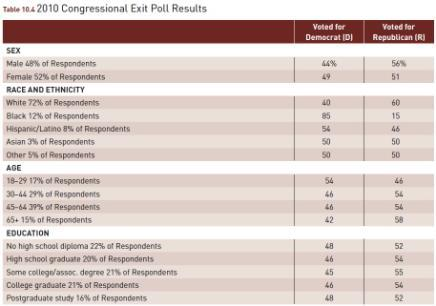 Table 10.4 2010 Congressional Exit Poll Results
Voted for Democrat (D) Voted for Republican (R)
SEX
Male 48% of Respondents 44% 56%
Female 52% of Respondents 49 51
RACE AND ETHNICITY
White 72% of Respondents 40 60
Black 12% of Respondents 85 15
Hispanic/Latino 8% of Respondents 54 46
Asian 3% of Respondents 50 50
Other 5% of Respondents 50 50
AGE
18–29 17% of Respondents 54 46
30–44 29% of Respondents 46 54
45–64 39% of Respondents 46 54
65+ 15% of Respondents 42 58
EDUCATION
No high school diploma 22% of Respondents 48 52
High school graduate 20% of Respondents 46 54
Some college/assoc. degree 21% of Respondents 45 55
College graduate 21% of Respondents 46 54
Postgraduate study 16% of Respondents 48 52